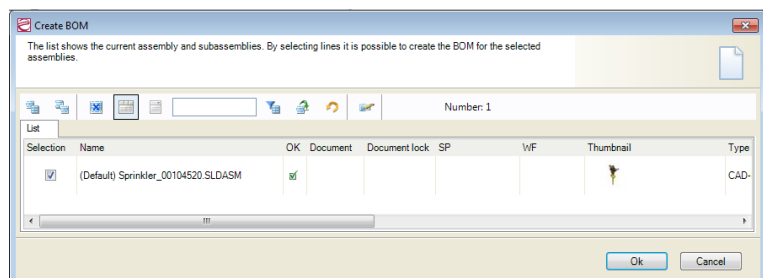 Create BOM
The list shows the current assembly and subassemblies. By selecting lines it is possible to create the BOM for the selected
assemblies.
Number: 1
List
Selection Name OK Document Document lock SP WF Thumbnail Type
(Default) Sprinkler_00104520.SLDASM CAD-
Ok Cancel